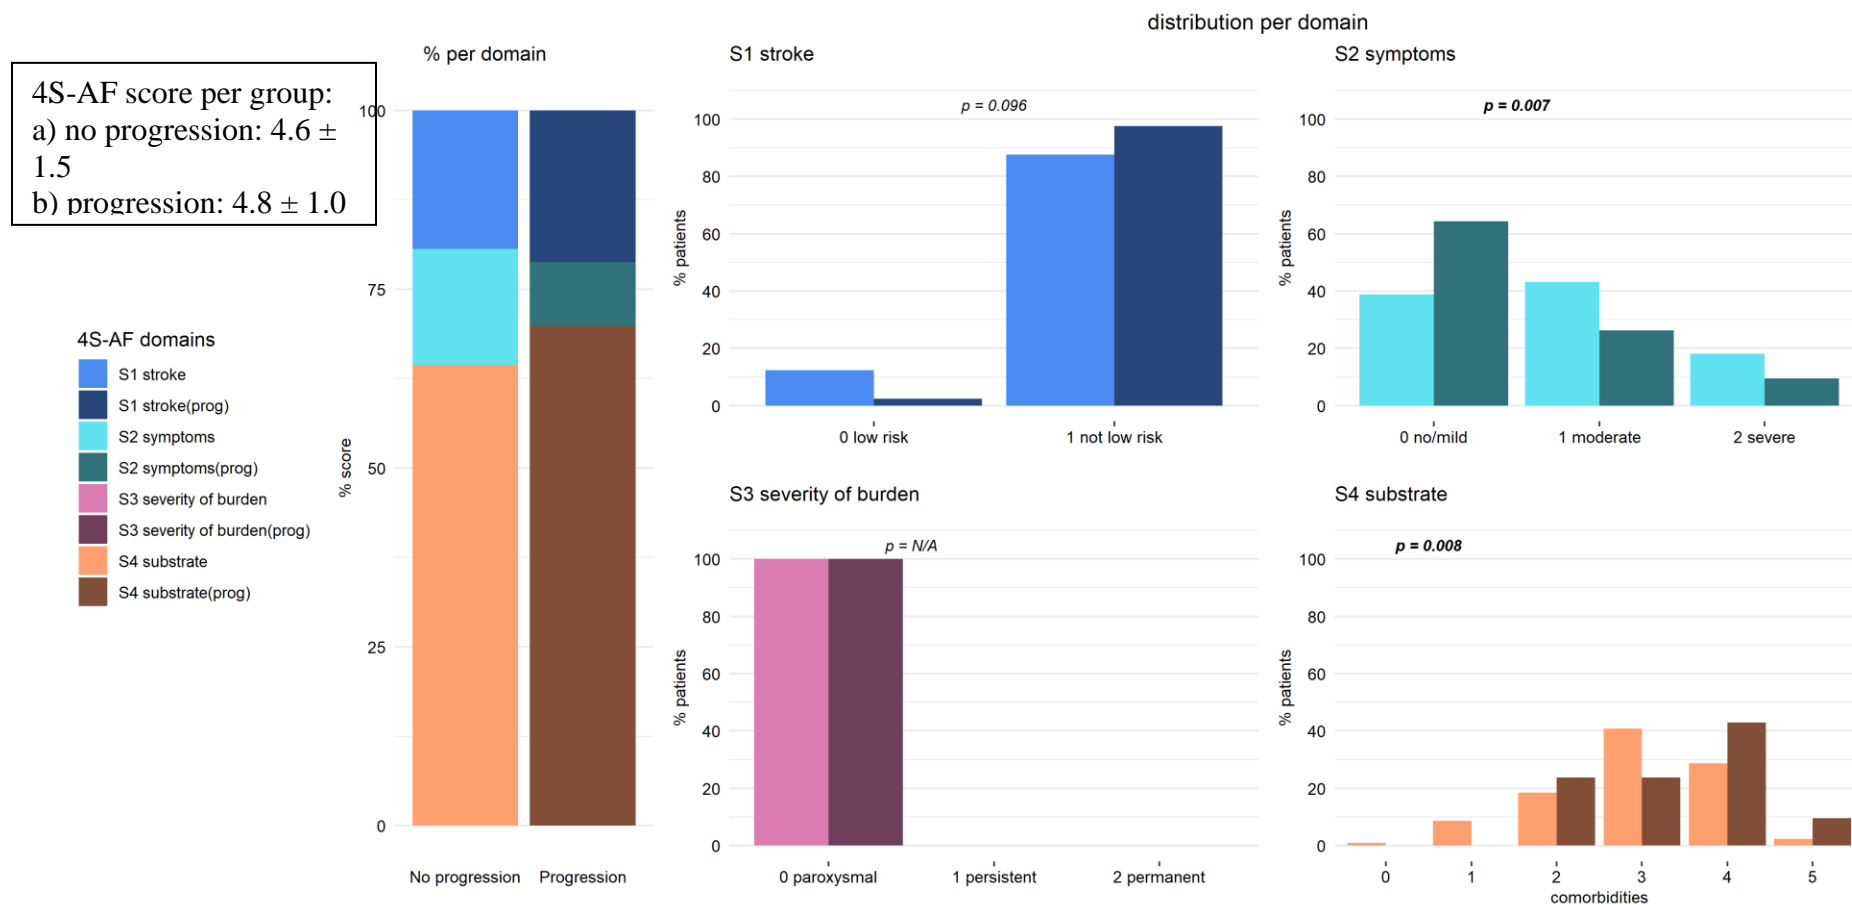 distribution per domain
% per domain
S1 stroke
S2 symptoms
4S-AF score per group:
a) no progression: 4.6 ±
1.5
b) progression: 4.8 ± 1.0
100
75
50
25
0
% score
No progression
Progression
4S-AF domains
S1 stroke
S1 stroke(prog)
S2 symptoms
S2 symptoms(prog)
S3 severity of burden
S3 severity of burden(prog)
S4 substrate
S4 substrate(prog)
p = 0.096
100
80
60
40
20
0
% patients
0 low risk
1 not low risk
p = 0.007
100
80
60
40
20
0
% patients
0 no/mild
1 moderate
2 severe
S3 severity of burden
p = N/A
100
80
60
40
20
0
% patients
0 paroxysmal
1 persistent
2 permanent
S4 substrate
p = 0.008
100
80
60
40
20
0
% patients
0
1
2
3
4
5
comorbidities